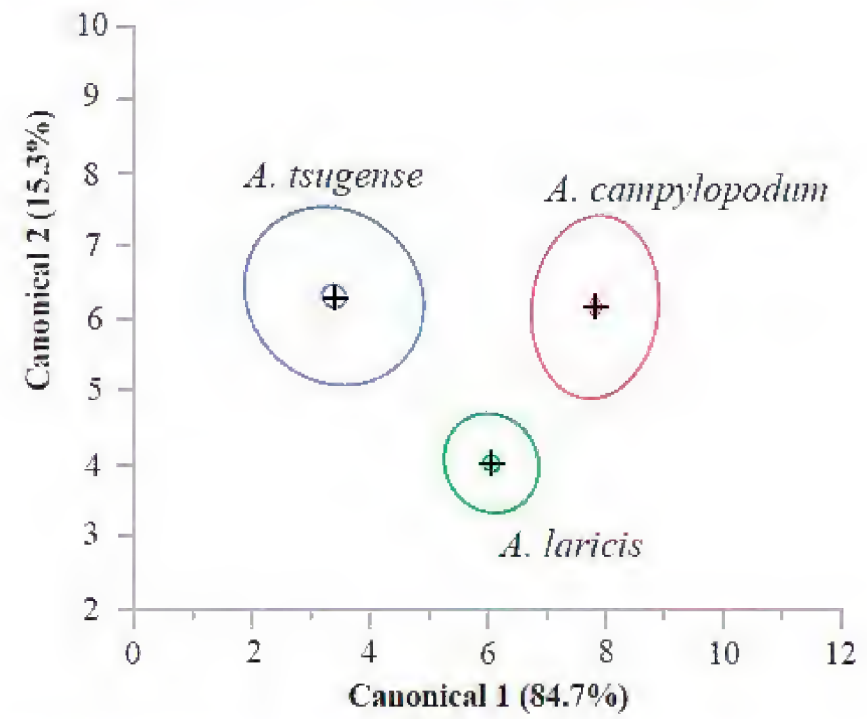 10
9
8
7
6
5
4
3
2
Canonical 2 (15.3%)
A. tsugense
A. campylopodum
A. laricis
0 2 4 6 8 10 12
Canonical 1 (84.7%)